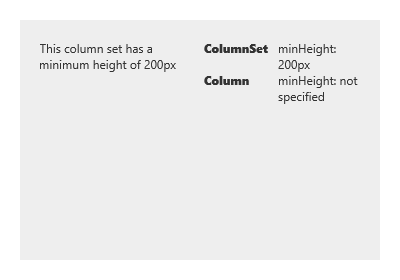 This column set has a
minimum height of 200px
ColumnSet minHeight:
200px
Column minHeight: not
specified